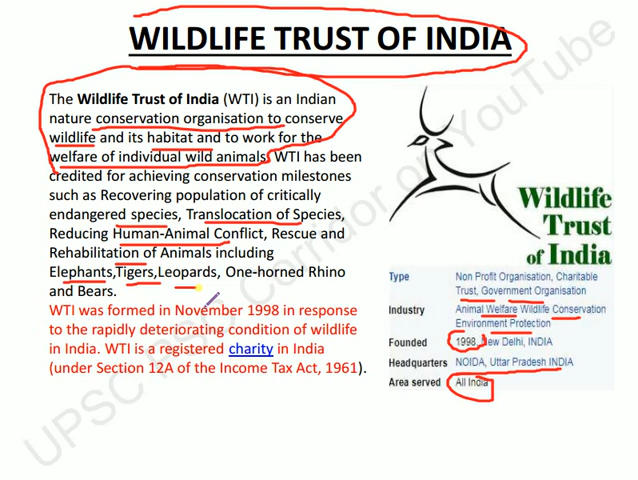 WILDLIFE TRUST OF INDIA
The Wildlife Trust of India (WTI) is an Indian
nature conservation organisation to conserve
wildlife and its habitat and to work for the
welfare of individual wild animals. WTI has been
credited for achieving conservation milestones
such as Recovering population of critically
endangered species, Translocation of Species,
Reducing Human-Animal Conflict, Rescue and
Rehabilitation of Animals including
Elephants,Tigers,Leopards, One-horned Rhino
and Bears.
WTI was formed in November 1998 in response
to the rapidly deteriorating condition of wildlife
in India. WTI is a registered charity in India
(under Section 12A of the Income Tax Act, 1961).
Wildlife
Trust
of India
Type Non Profit Organisation, Charitable
Trust, Government Organisation
Industry Animal Welfare Wildlife Conservation
Environment Protection
Founded 1998, New Delhi, INDIA
Headquarters NOIDA, Uttar Pradesh INDIA
Area served All India
UPSC PSC Corridor on YouTube